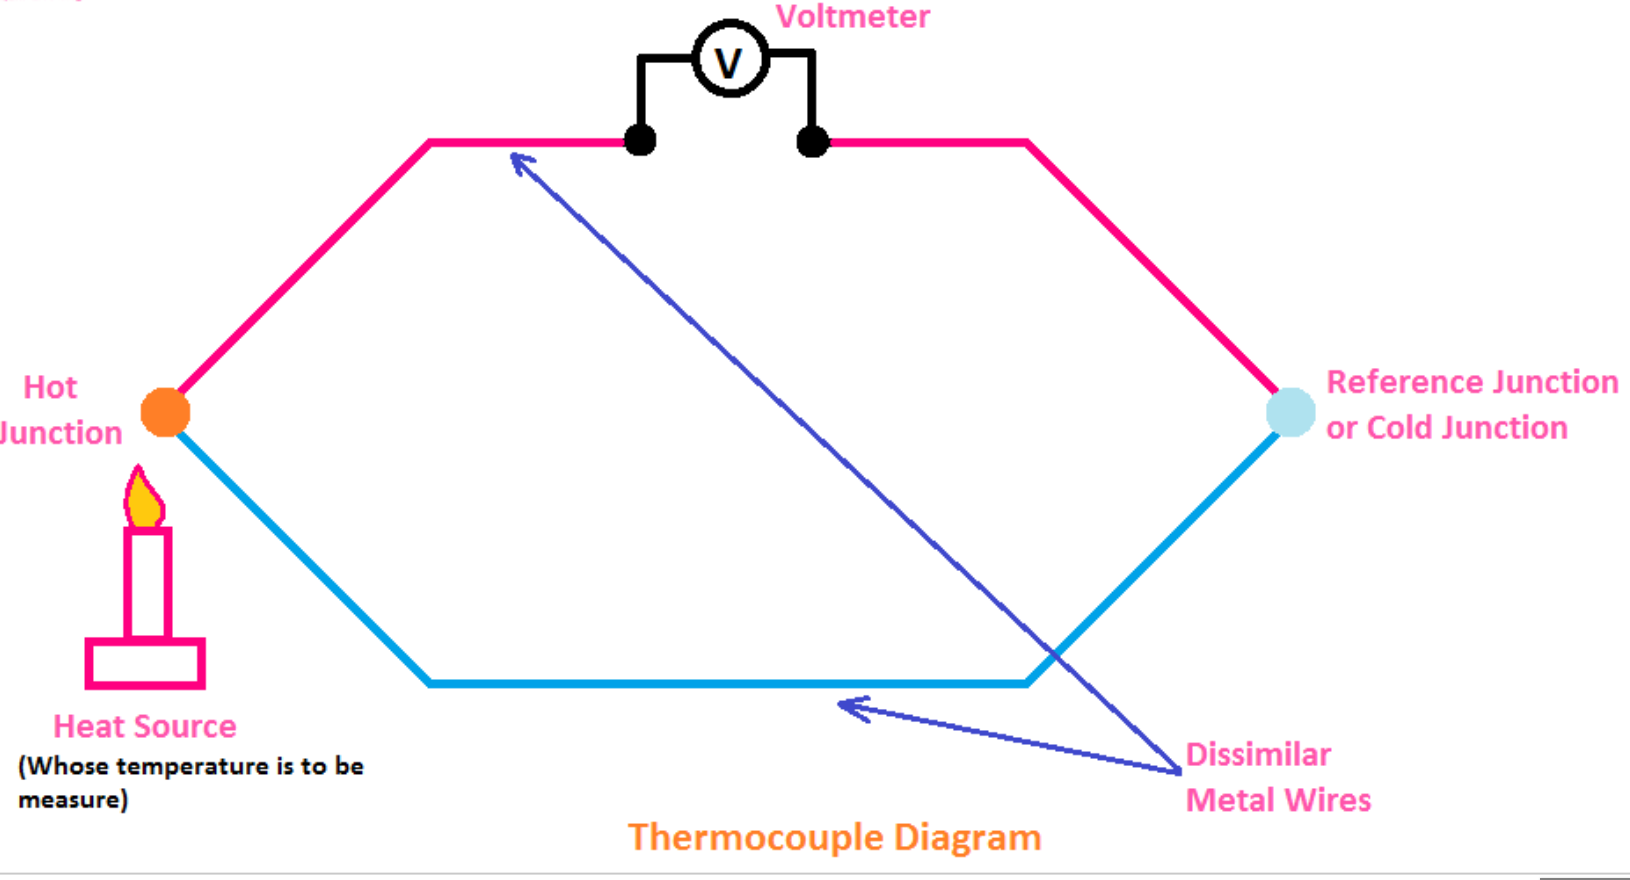 Voltmeter
V
Hot
Junction
Reference Junction
or Cold Junction
Heat Source
(Whose temperature is to be
measure)
Dissimilar
Metal Wires
Thermocouple Diagram